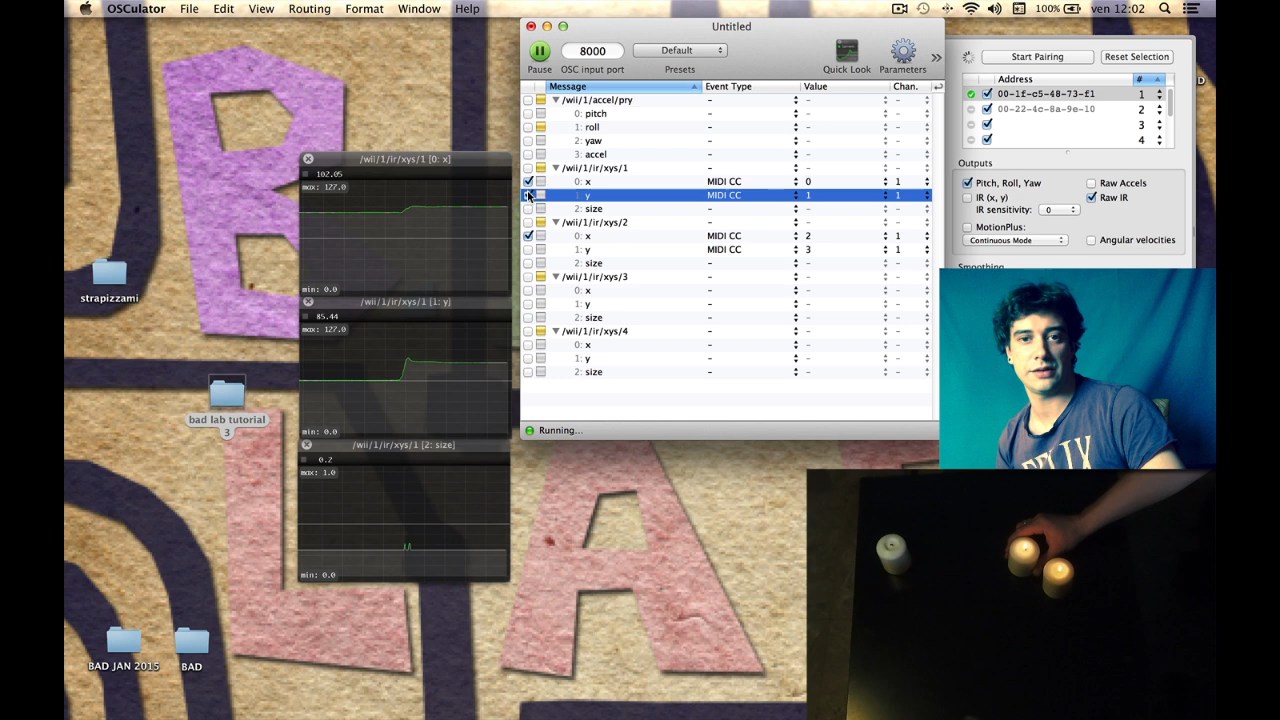 OSCulator File Edit View Routing Format Window Help 100% ven 12:02
Untitled
8000 Default
Pause OSC input port Presets Quick Look Parameters
Message Event Type Value Chan.
/wii/1/accel/pry - - -
0: pitch - - -
1: roll - - -
2: yaw - - -
3: accel - - -
/wii/1/ir/xys/1 - - -
0: x MIDI CC 0 1
y MIDI CC 1 1
2: size - - -
/wii/1/ir/xys/2 - - -
0: x MIDI CC 2 1
1: y MIDI CC 3 1
2: size - - -
/wii/1/ir/xys/3 - - -
0: x - - -
1: y - - -
2: size - - -
/wii/1/ir/xys/4 - - -
0: x - - -
1: y - - -
2: size - - -
Running...
Start Pairing Reset Selection
Address #
00-1f-c5-48-73-f1 1
00-22-4c-8a-9e-10 2
3
4
Outputs
Pitch, Roll, Yaw Raw Accels
IR (x, y) Raw IR
IR sensitivity: 0
MotionPlus:
Continuous Mode Angular velocities
Smoothing
/wii/1/ir/xys/1 [0: x]
102.05
max: 127.0
min: 0.0
/wii/1/ir/xys/1 [1: y]
85.44
max: 127.0
min: 0.0
/wii/1/ir/xys/1 [2: size]
0.2
max: 1.0
min: 0.0
strapizzami
bad lab tutorial
3
BAD JAN 2015
BAD
B
L A